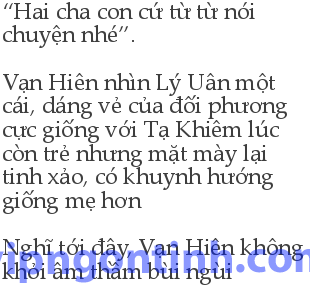 “Hai cha con cứ từ từ nói
chuyện nhé”.
Vạn Hiên nhìn Lý Uân một
cái, dáng vẻ của đối phương
cực giống với Tạ Khiêm lúc
còn trẻ nhưng mặt mày lại
tinh xảo, có khuynh hướng
giống mẹ hơn
Nghĩ tới đây, Vạn Hiên không
khỏi âm thầm bùi ngùi
vipngontinh.com